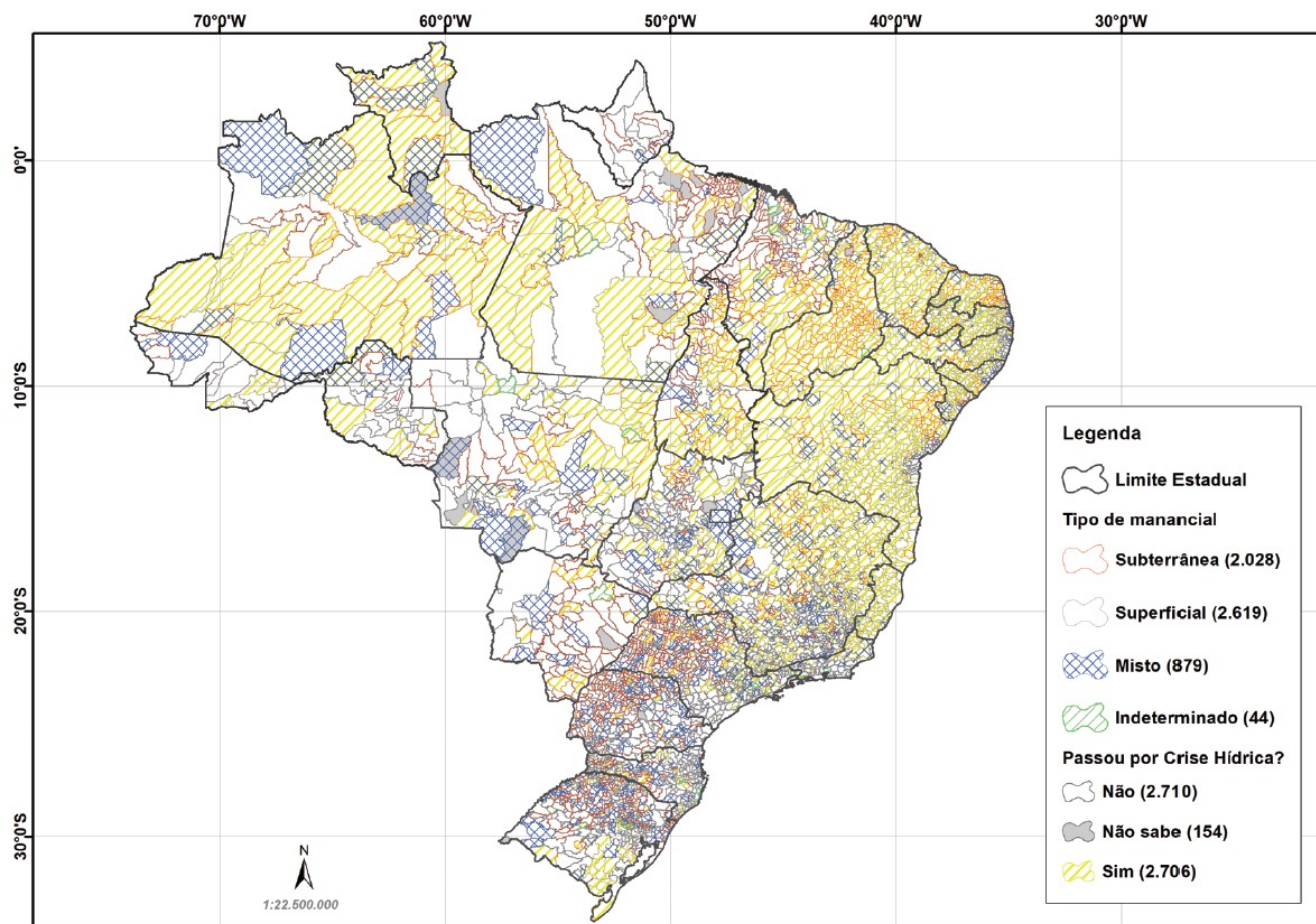 70°0'W 60°0'W 50°0'W 40°0'W 30°0'W
0°0'
10°0'S
20°0'S
30°0'S
N
1:22.500.000
Legenda
Limite Estadual
Tipo de manancial
Subterrânea (2.028)
Superficial (2.619)
Misto (879)
Indeterminado (44)
Passou por Crise Hídrica?
Não (2.710)
Não sabe (154)
Sim (2.706)